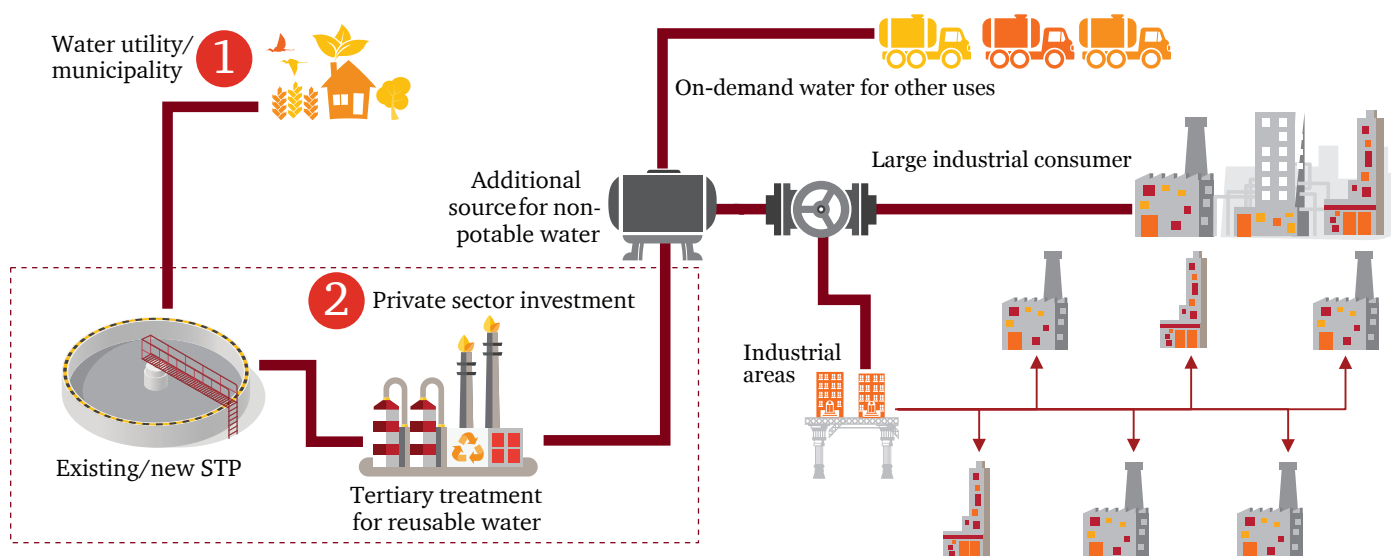 Water utility/
municipality
1
On-demand water for other uses
Large industrial consumer
Additional
source for non-
potable water
2
Private sector investment
Industrial
areas
Existing/new STP
Tertiary treatment
for reusable water